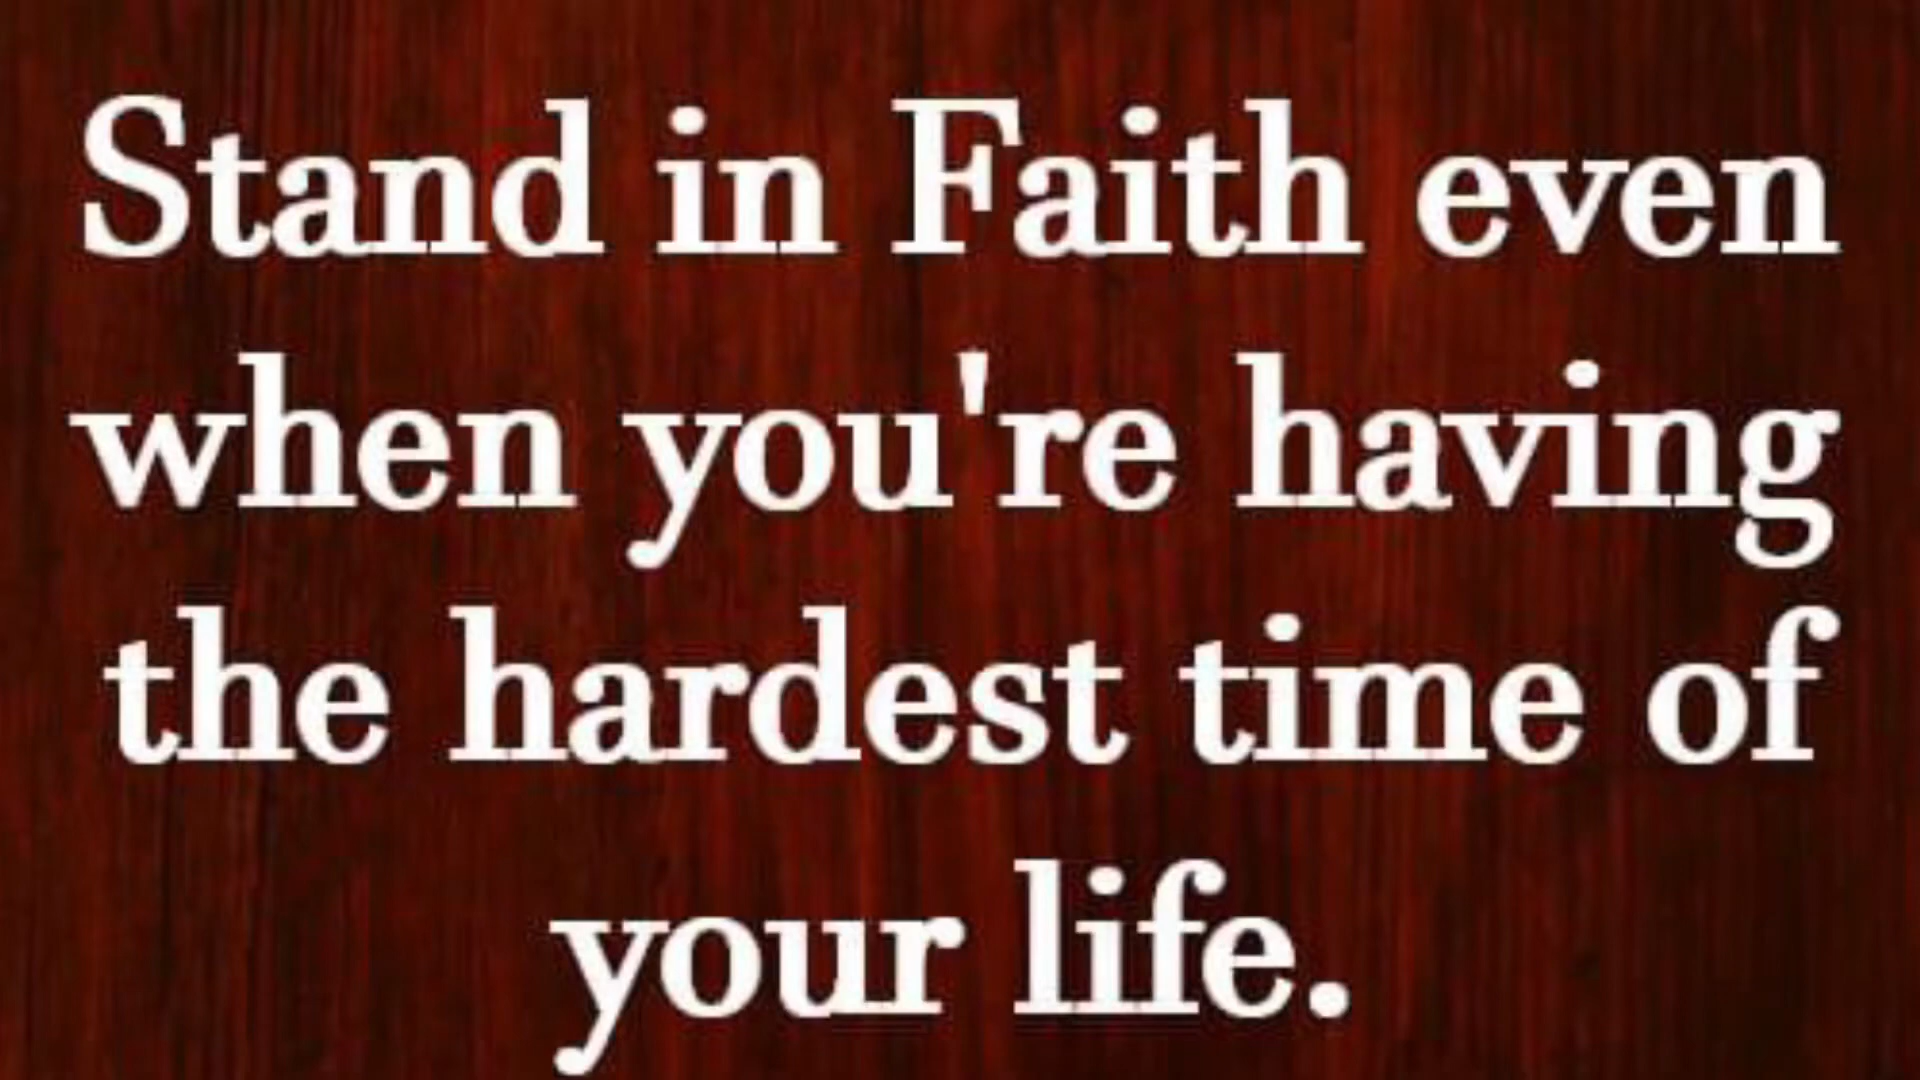 Stand in Faith even
when you're having
the hardest time of
your life.